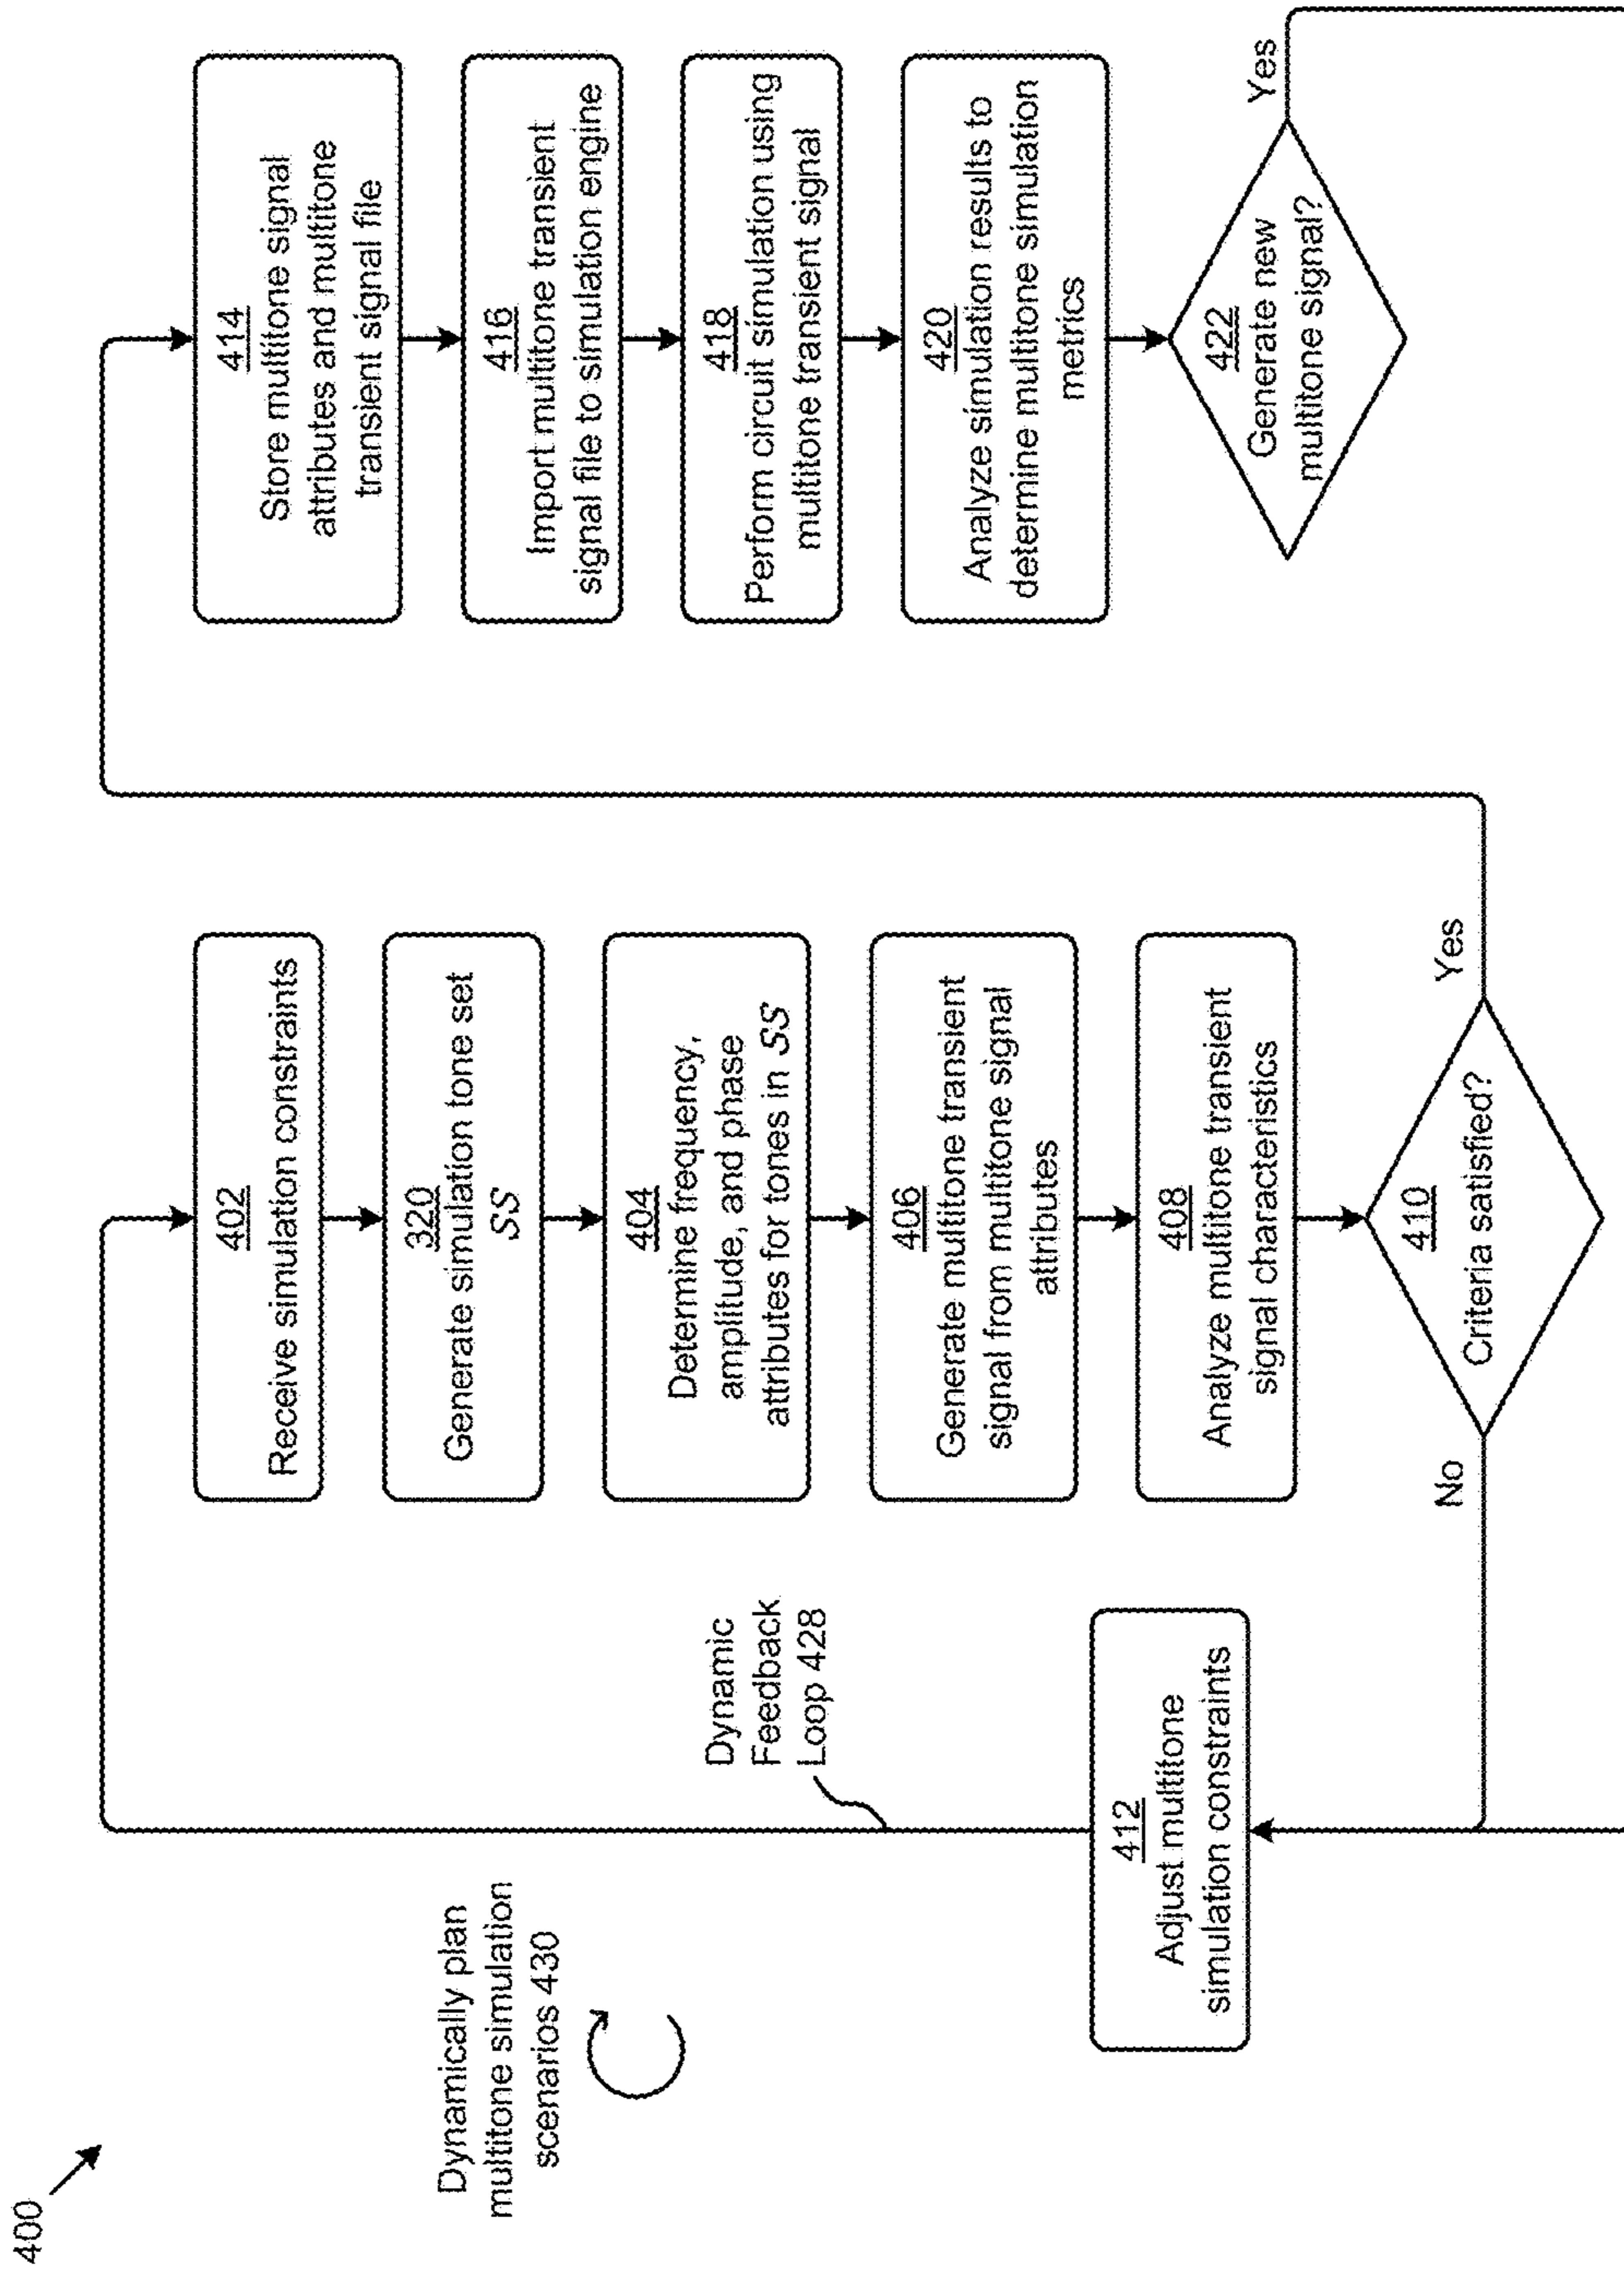 400
Dynamically plan
multitone simulation
scenarios 430
Dynamic
Feedback
Loop 428
412
Adjust multitone
simulation constraints
402
Receive simulation constraints
320
Generate simulation tone set
SS
404
Determine frequency,
amplitude, and phase
attributes for tones in SS
406
Generate multitone transient
signal from multitone signal
attributes
408
Analyze multitone transient
signal characteristics
410
Criteria satisfied?
No
Yes
414
Store multitone signal
attributes and multitone
transient signal file
416
Import multitone transient
signal file to simulation engine
418
Perform circuit simulation using
multitone transient signal
420
Analyze simulation results to
determine multitone simulation
metrics
422
Generate new
multitone signal?
Yes